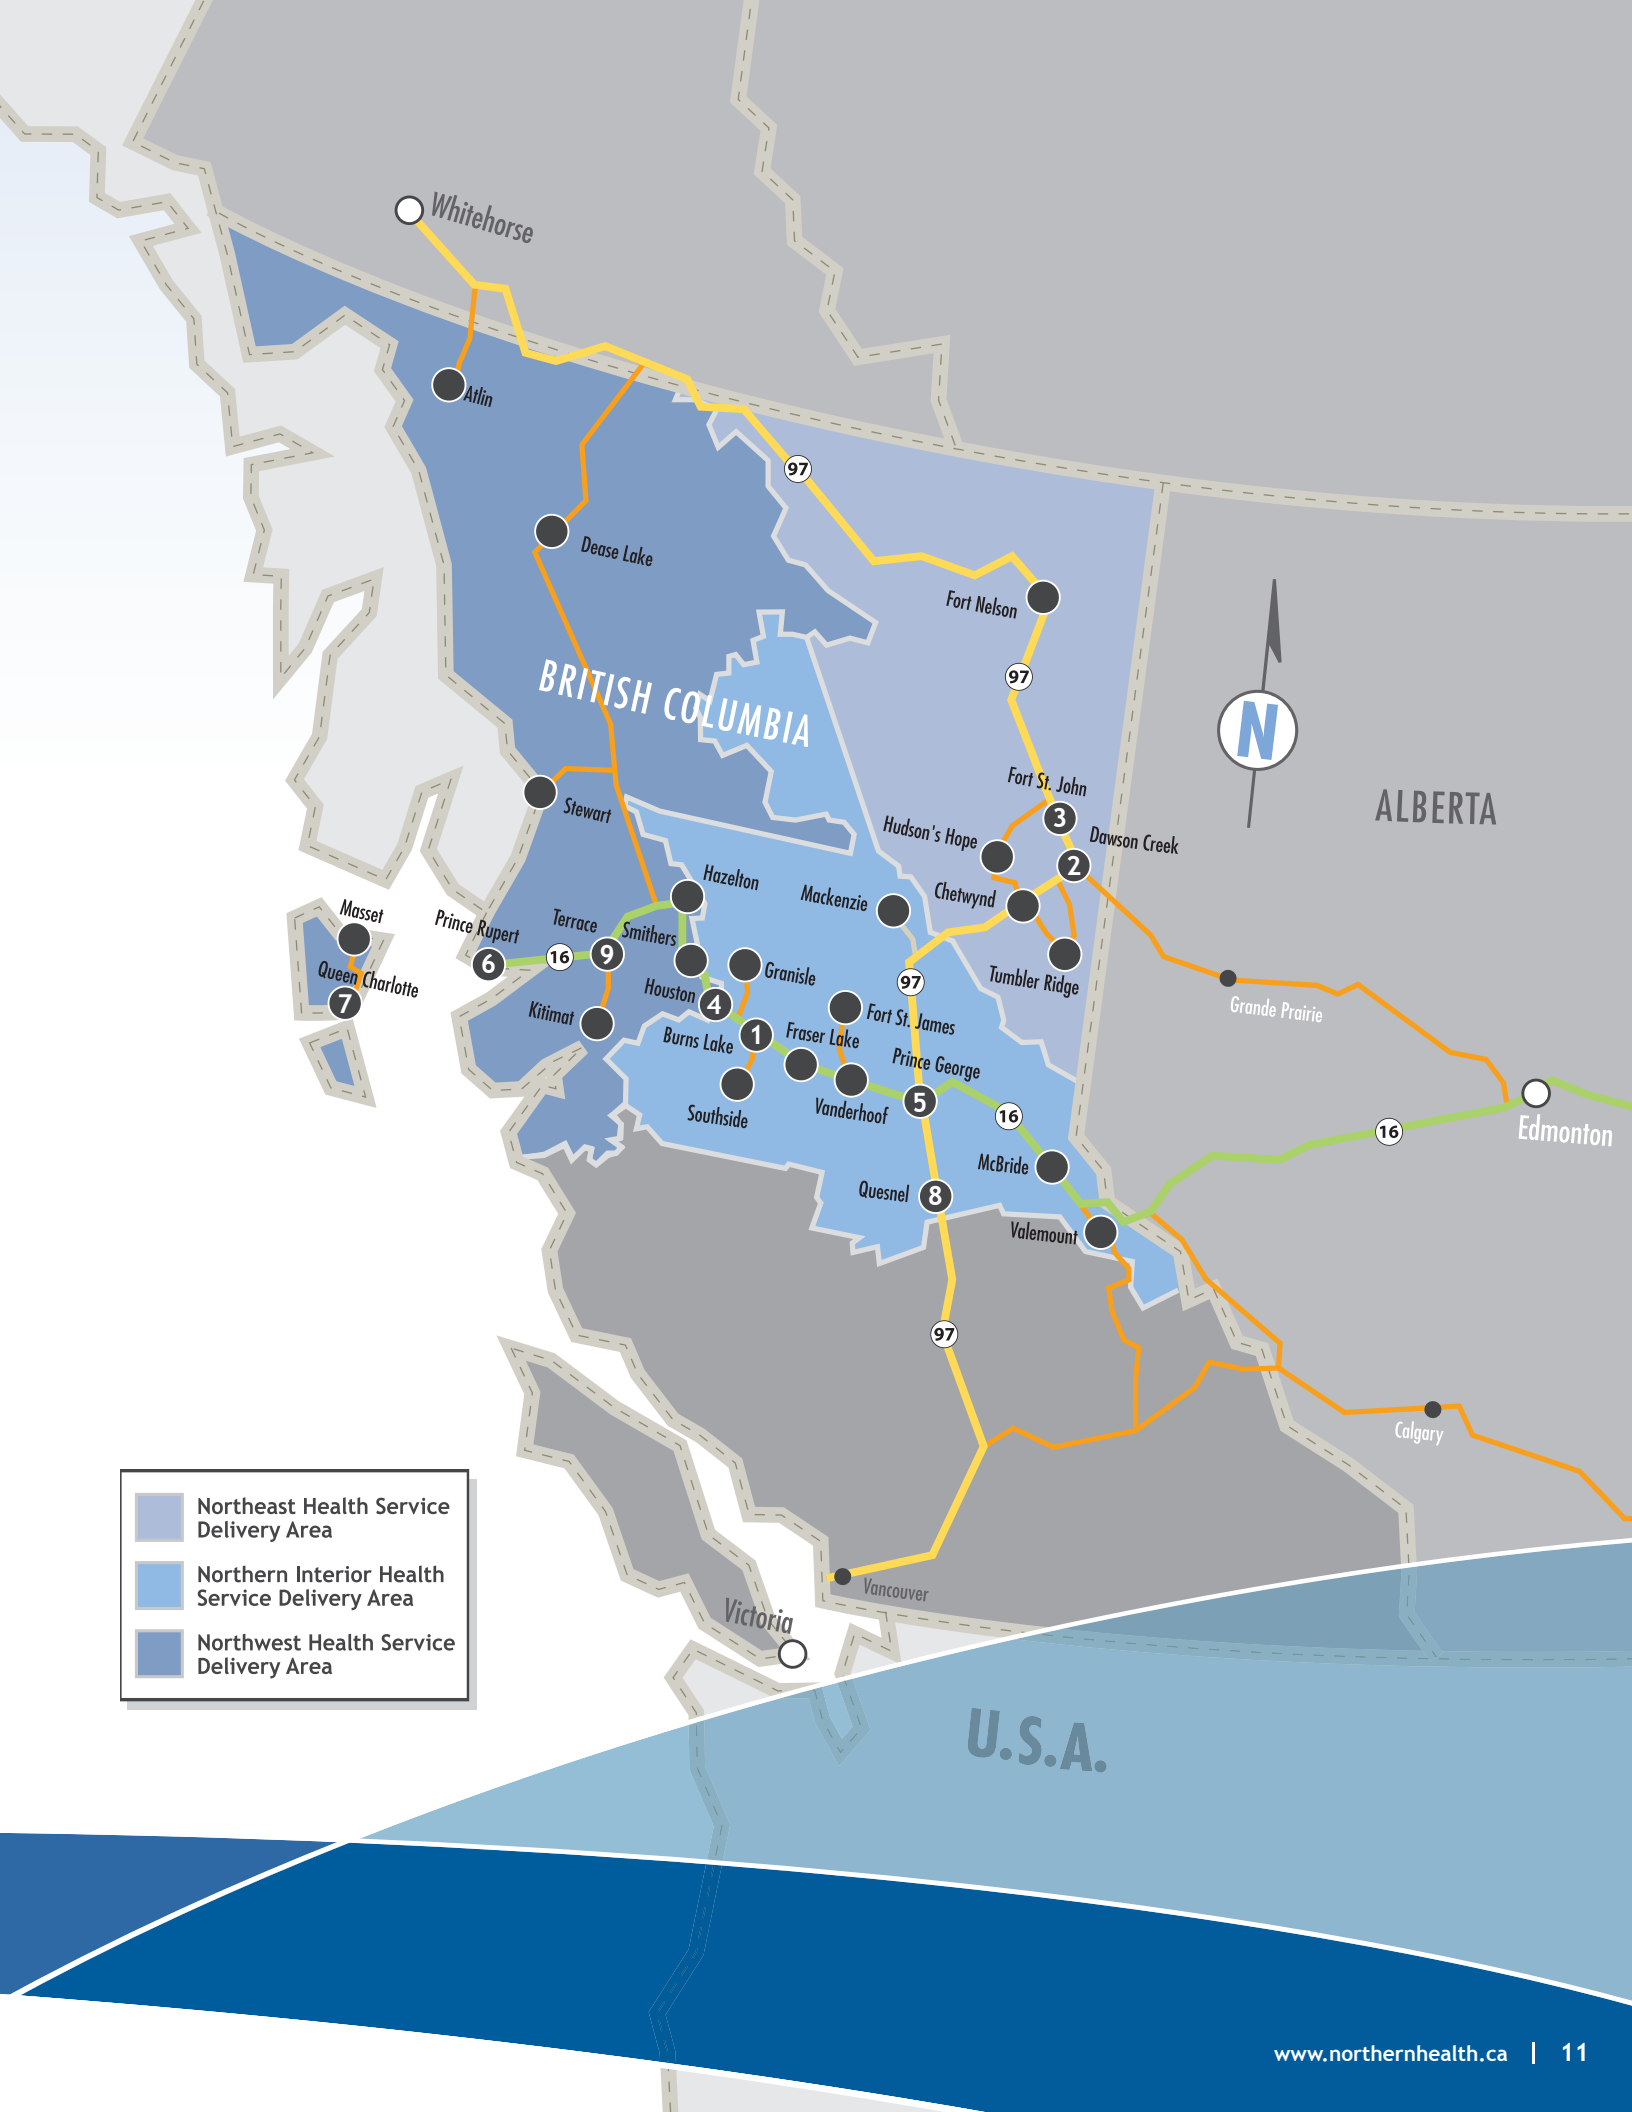 Whitehorse
Atlin
97
Dease Lake
Fort Nelson
97
BRITISH COLUMBIA
N
Fort St. John
3
ALBERTA
Stewart
Hudson's Hope
Dawson Creek
2
Hazelton
Mackenzie
Chetwynd
Masset
Prince Rupert
Terrace
Smithers
6
16
9
Granisle
97
Tumbler Ridge
Queen Charlotte
7
Houston
4
Grande Prairie
Kitimat
Fort St. James
Burns Lake
1
Fraser Lake
Prince George
Southside
Vanderhoof
5
16
16
Edmonton
McBride
Quesnel
8
Valemount
97
Calgary
Northeast Health Service
Delivery Area
Northern Interior Health
Service Delivery Area
Northwest Health Service
Delivery Area
Vancouver
Victoria
U.S.A.
www.northernhealth.ca | 11